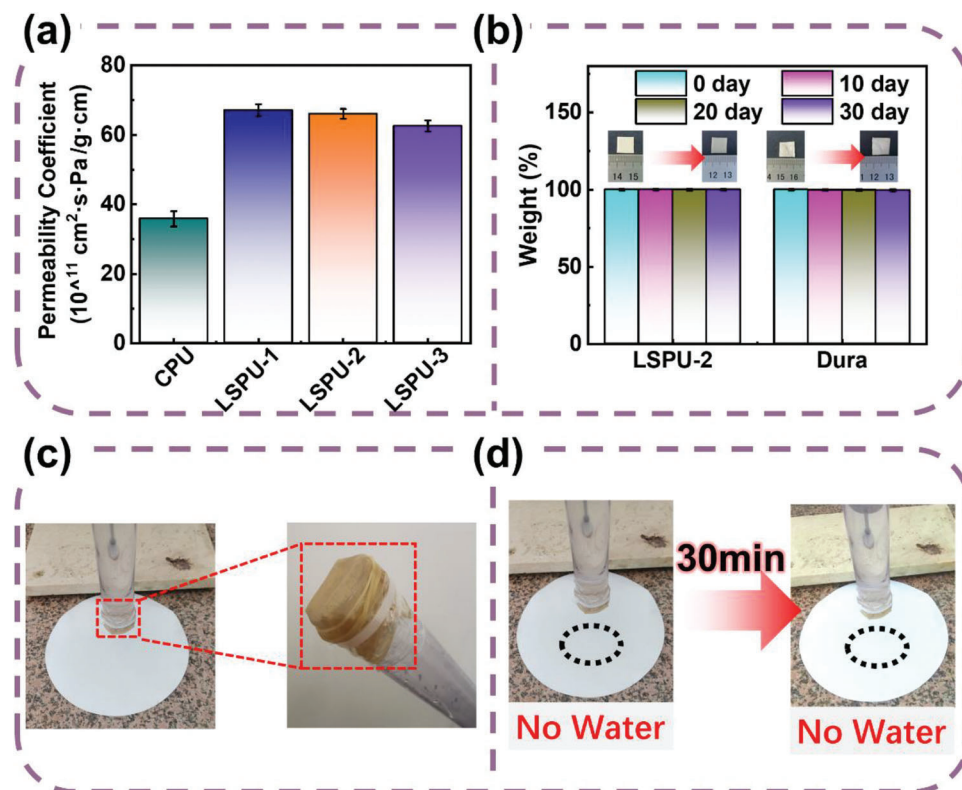 (a)
Permeability Coefficient
(10^11 cm2·s·Pa/g·cm)
80
60
40
20
0
CPU
LSPU-1
LSPU-2
LSPU-3
(b)
Weight (%)
150
100
50
0
0 day
10 day
20 day
30 day
14 15
12 13
4 15 16
1 12 13
LSPU-2
Dura
(c)
(d)
30min
No Water
No Water